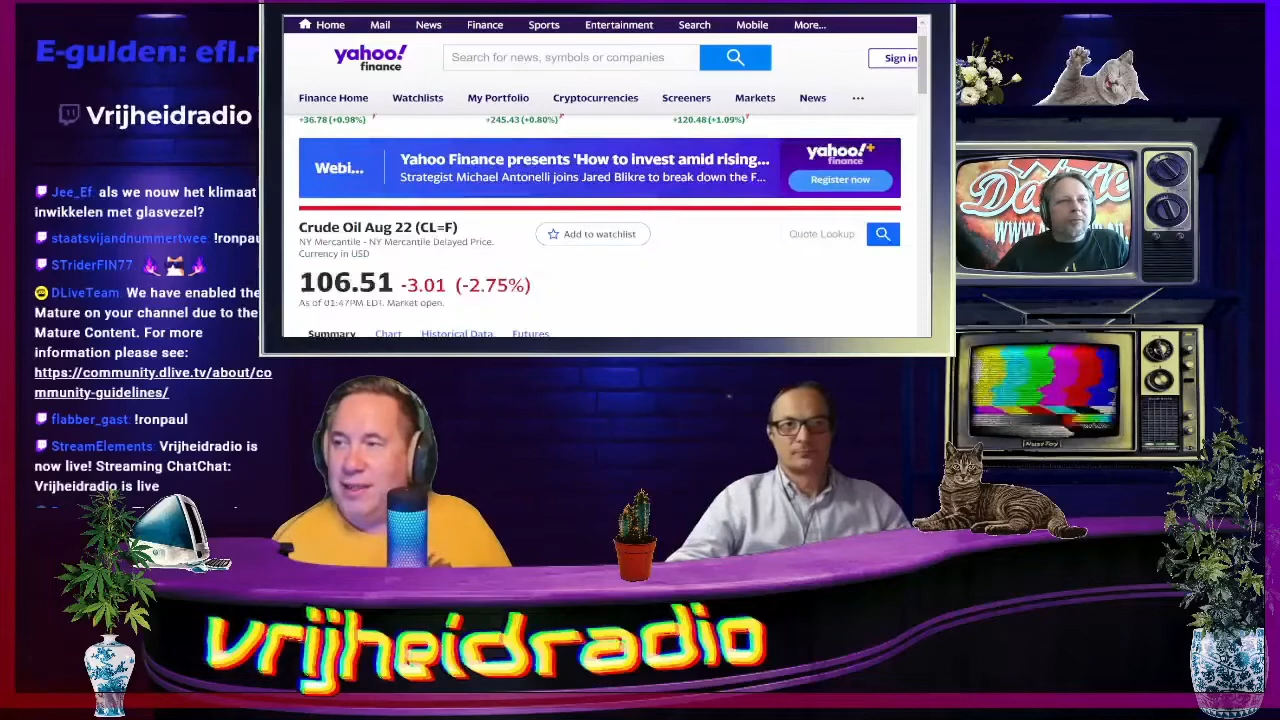 E-gulden: efl.n
Vrijheidradio
Jee_Ef: als we nouw het klimaat
inwikkelen met glasvezel?
staatsvijandnummertwee: !ronpau
STriderFIN77
DLiveTeam: We have enabled the
Mature on your channel due to the
Mature Content. For more
information please see:
https://community.dlive.tv/about/co
mmunity-guidelines/
flabber_gast: !ronpaul
StreamElements: Vrijheidradio is
now live! Streaming ChatChat:
Vrijheidradio is live
Home Mail News Finance Sports Entertainment Search Mobile More...
yahoo!
finance
Search for news, symbols or companies
Sign in
Finance Home Watchlists My Portfolio Cryptocurrencies Screeners Markets News ...
+36.78 (+0.98%) +245.43 (+0.80%) +120.48 (+1.09%)
Webi...
Yahoo Finance presents 'How to invest amid rising...
Strategist Michael Antonelli joins Jared Blikre to break down the F...
yahoo!+
finance
Register now
Crude Oil Aug 22 (CL=F)
NY Mercantile - NY Mercantile Delayed Price.
Currency in USD
Add to watchlist
Quote Lookup
106.51 -3.01 (-2.75%)
As of 01:47PM EDT. Market open.
Summary Chart Historical Data Futures
vrijheidradio